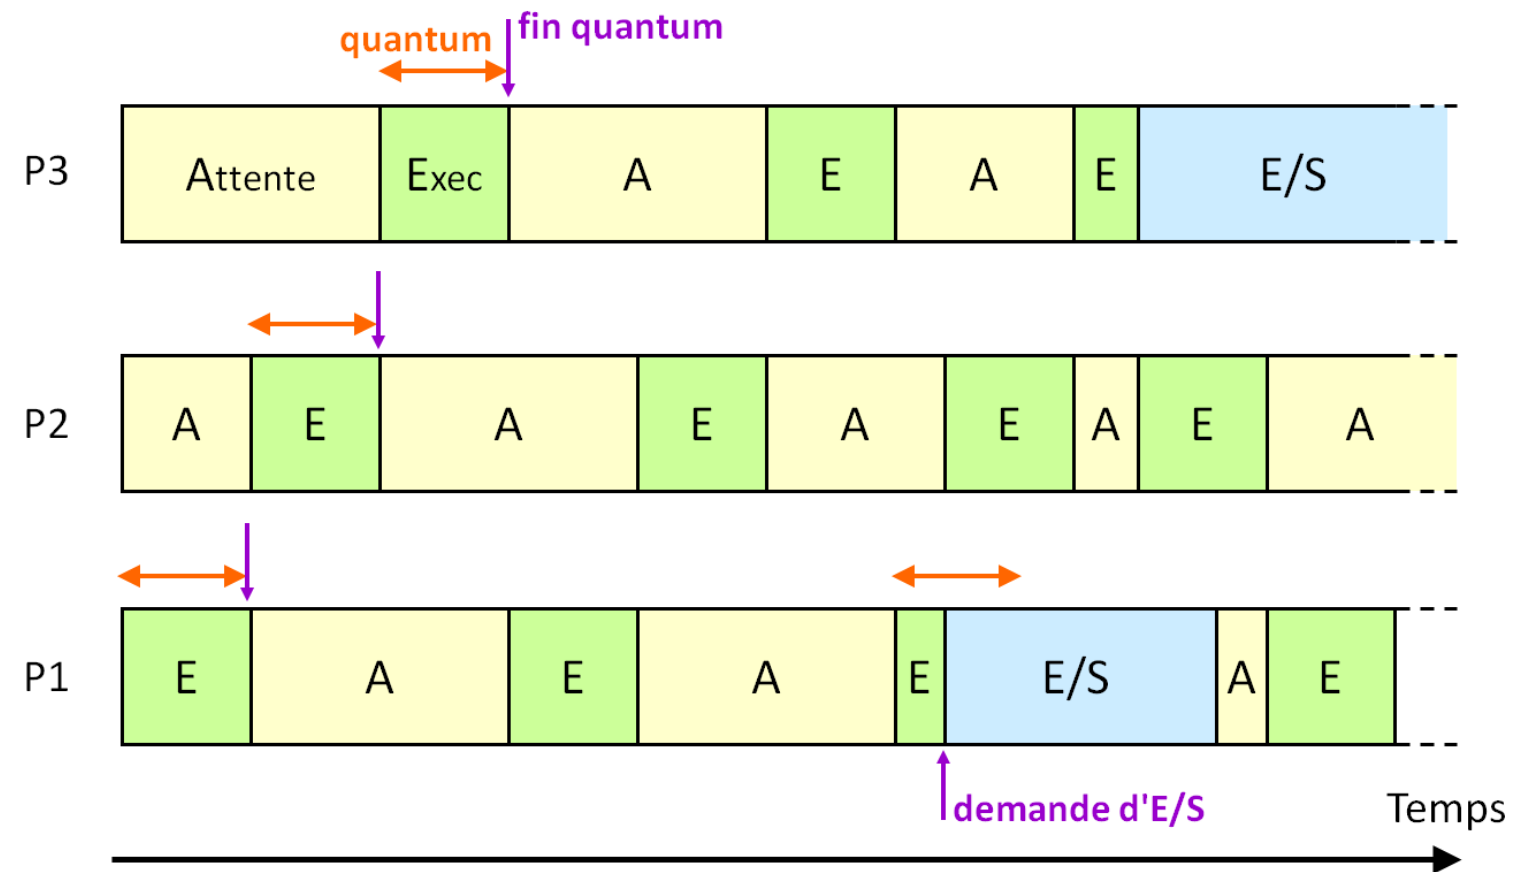 fin quantum
quantum
P3 Attente Exec A E A E E/S
P2 A E A E A E A E A
P1 E A E A E E/S A E
demande d'E/S
Temps